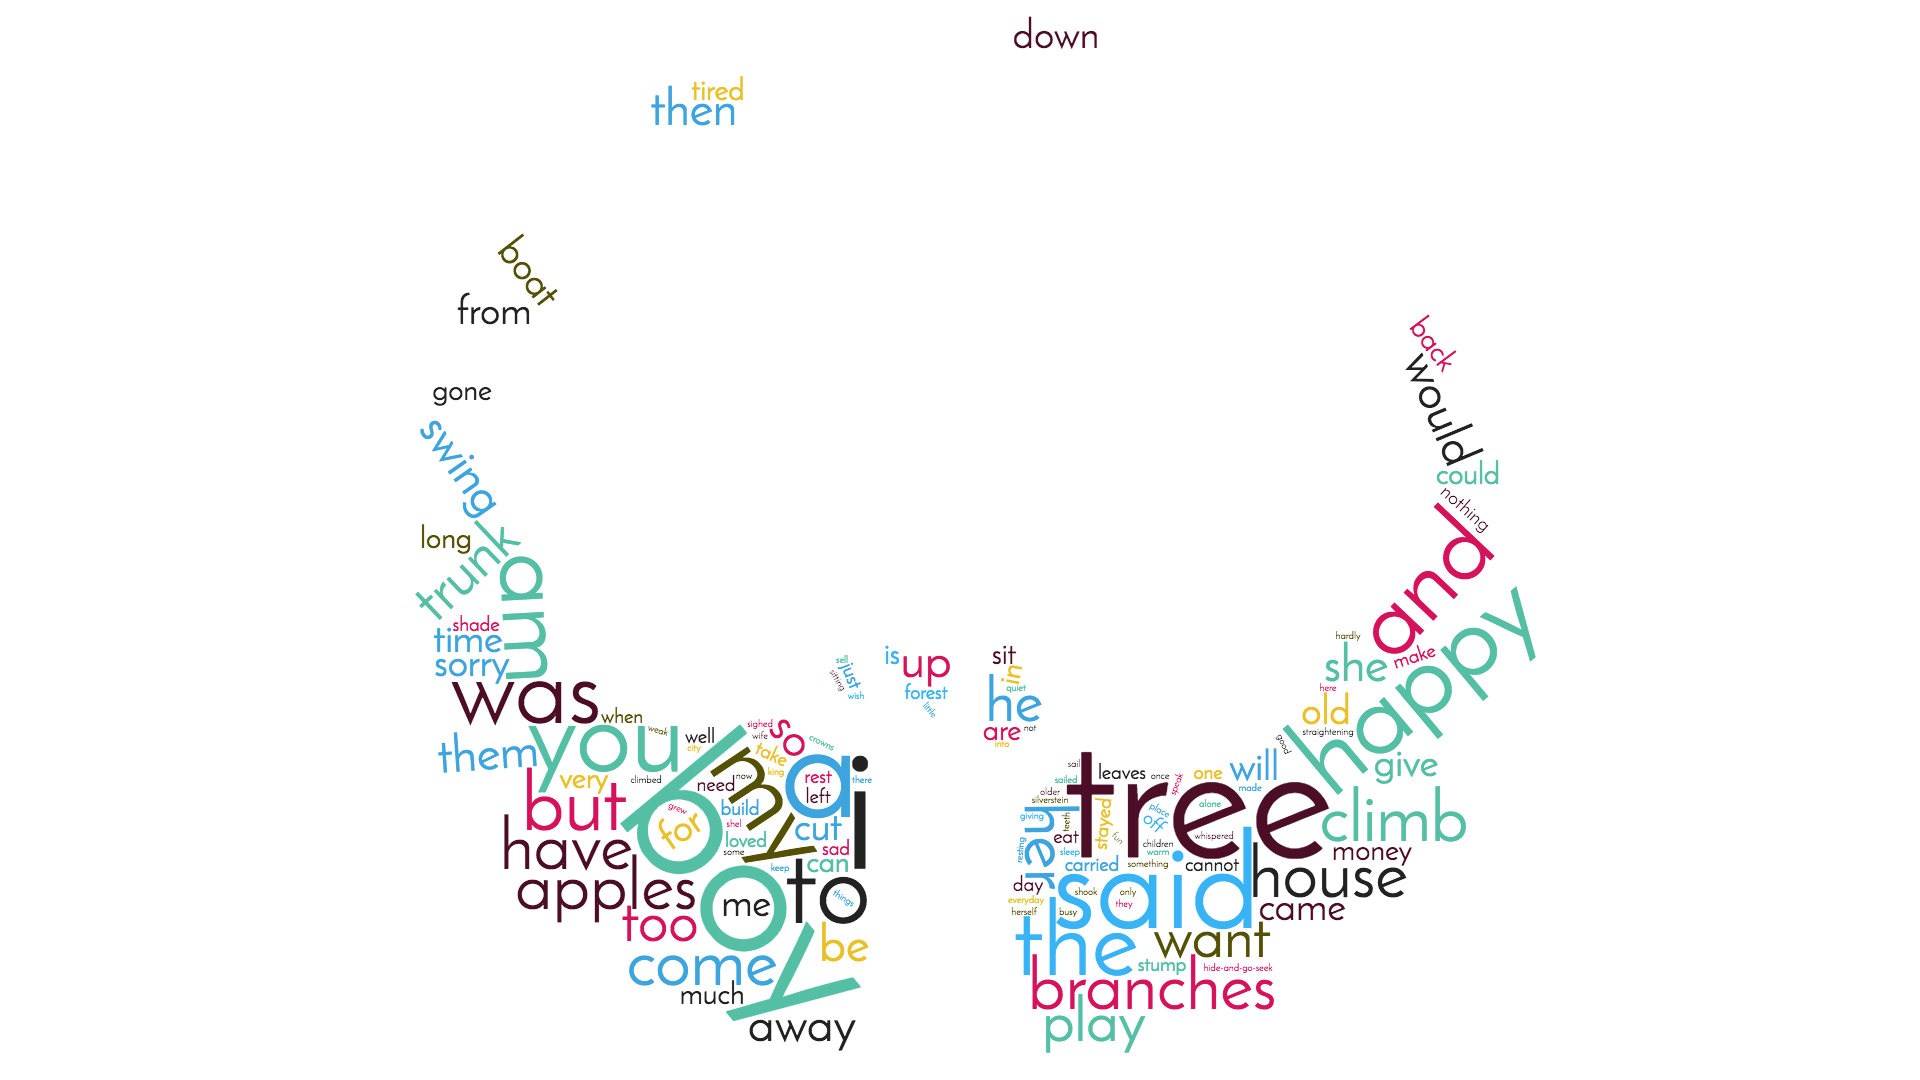 down
tired
then
boat
from
back
gone
would
swing
could
nothing
long
trunk
am
and
happy
shade
time
sorry
hardly
she
make
sell
just
sitting
wish
is
up
forest
little
sit
in
quiet
he
are
not
into
here
old
straightening
good
was
when
you
weak
well
city
sighed
wife
so
crowns
them
very
climbed
need
now
take
king
my
a
rest
left
i
there
but
boy
grew
for
build
shel
loved
some
cut
sad
can
keep
have
apples
too
me
to
things
be
come
much
away
sail
sailed
leaves
once
speak
one
will
made
give
older
silverstein
giving
her
teeth
stayed
fun
tree
place
off
alone
whispered
climb
eat
sleep
resting
carried
children
warm
something
cannot
money
day
everyday
herself
shook
busy
only
they
said
house
came
the
want
stump
hide-and-go-seek
branches
play